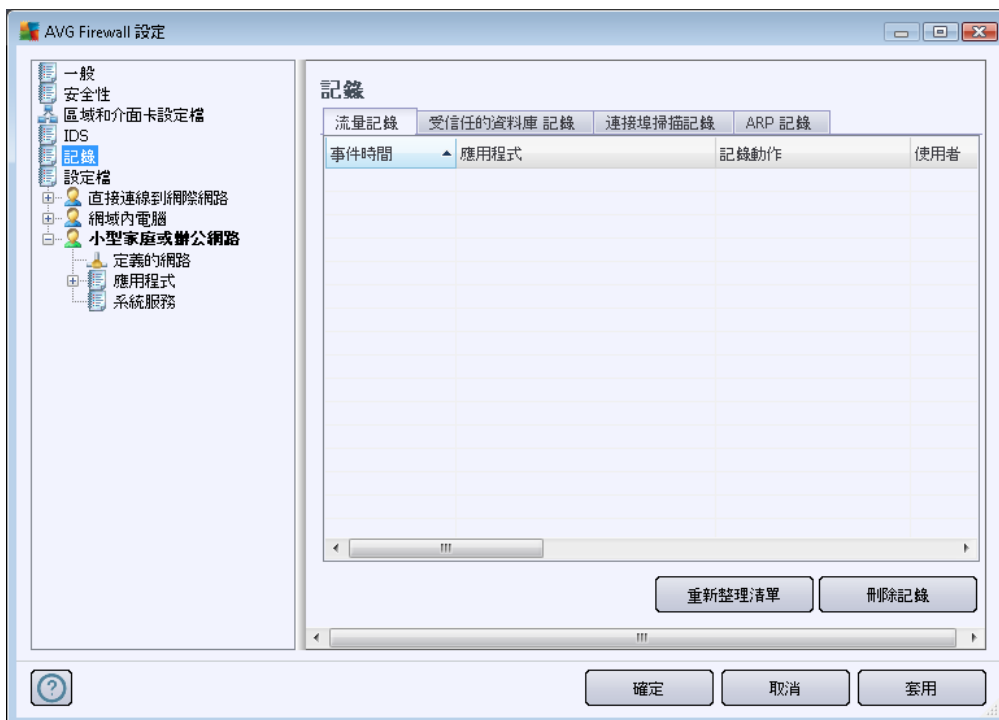 AVG Firewall 設定
一般
安全性
區域和介面卡設定檔
IDS
記錄
設定檔
直接連線到網際網路
網域內電腦
小型家庭或辦公網路
定義的網路
應用程式
系統服務
記錄
流量記錄 受信任的資料庫 記錄 連接埠掃描記錄 ARP 記錄
事件時間 應用程式 記錄動作 使用者
重新整理清單 刪除記錄
確定 取消 套用